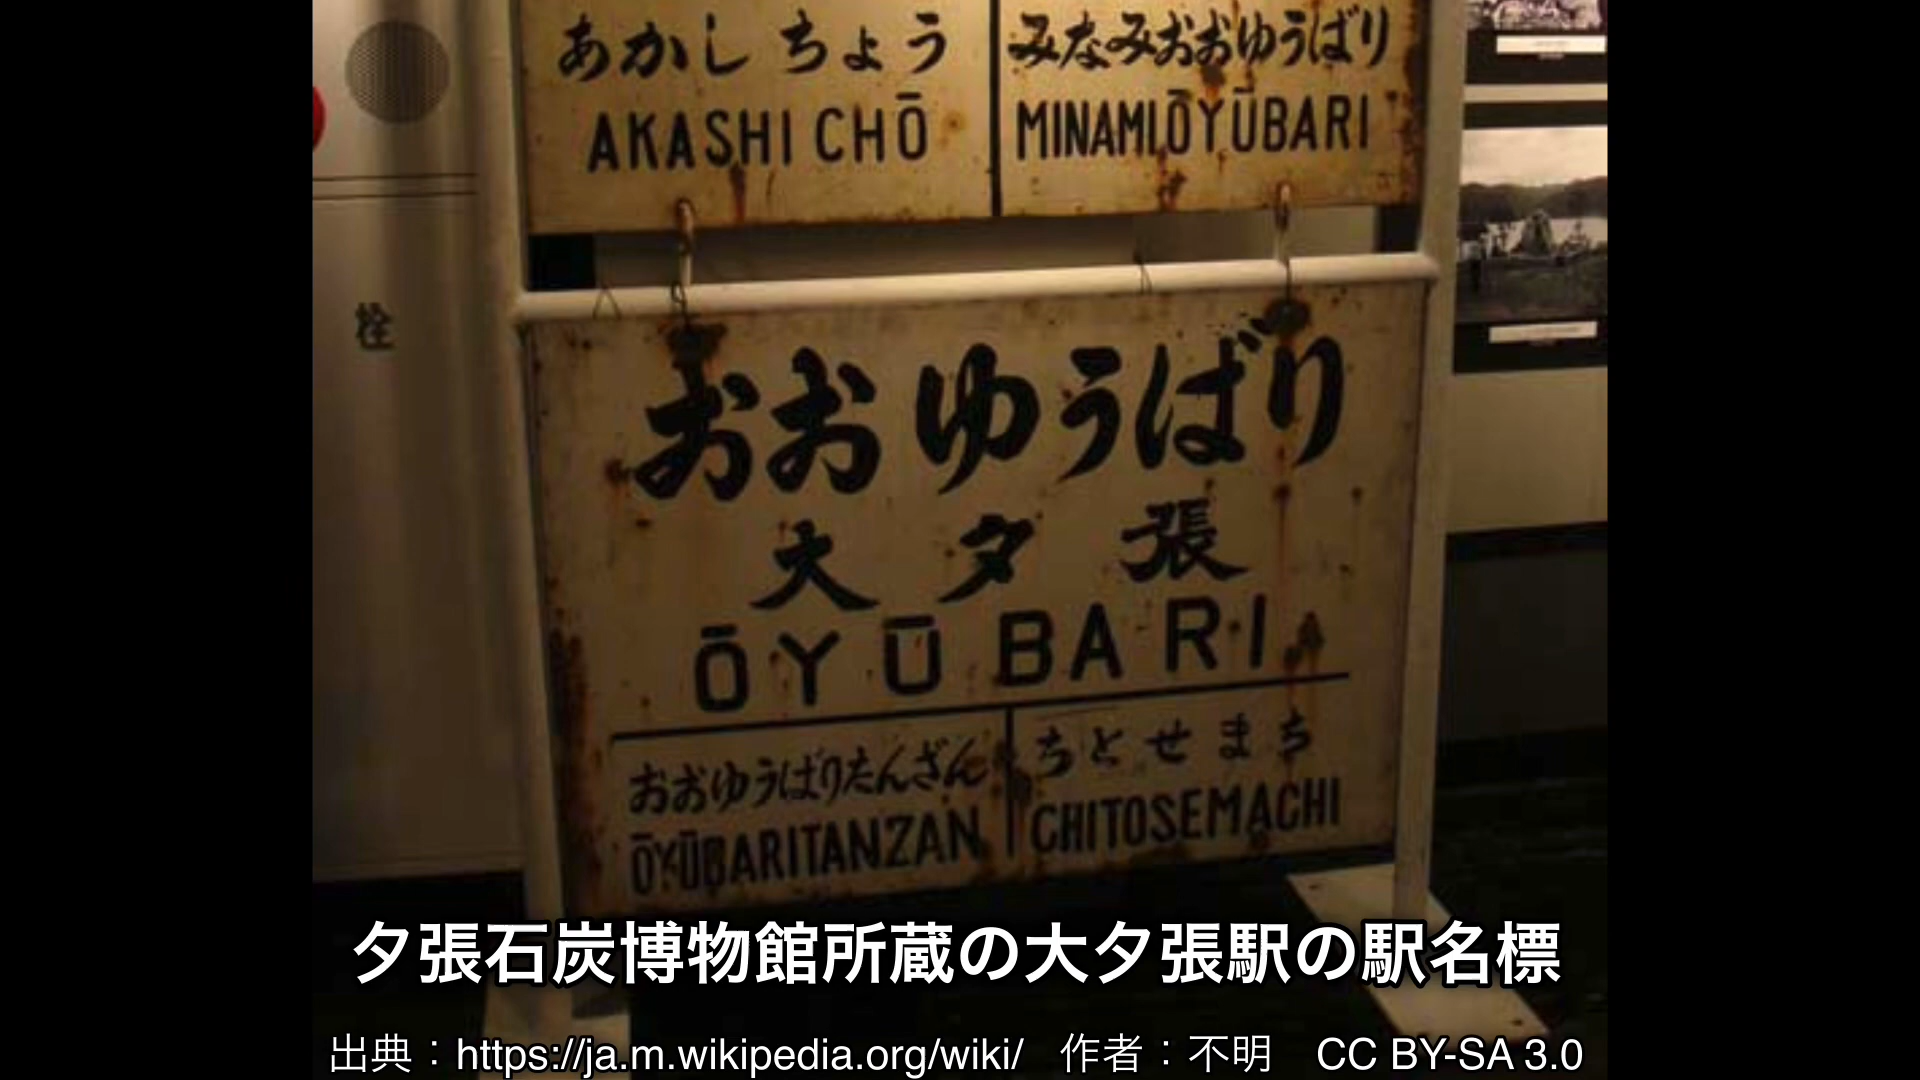 あかしちょう
みなみおおゆうばり
AKASHI CHŌ
MINAMIŌYŪBARI
栓
おおゆうばり
大夕張
ŌYŪBARI
おおゆうばりたんざん
ちとせまち
ŌYŪBARITANZAN
CHITOSEMACHI
夕張石炭博物館所蔵の大夕張駅の駅名標
出典：https://ja.m.wikipedia.org/wiki/ 作者：不明 CC BY-SA 3.0